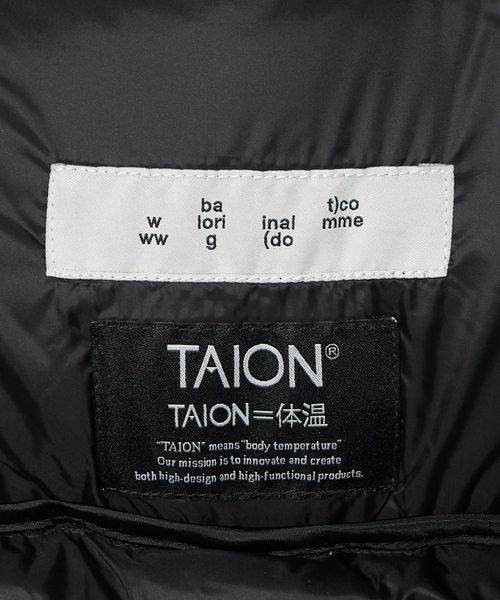 ba t)co
w lori inal mme
ww g (do
TAION®
TAION=体温
"TAION" means "body temperature"
Our mission is to innovate and create
both high-design and high-functional products.